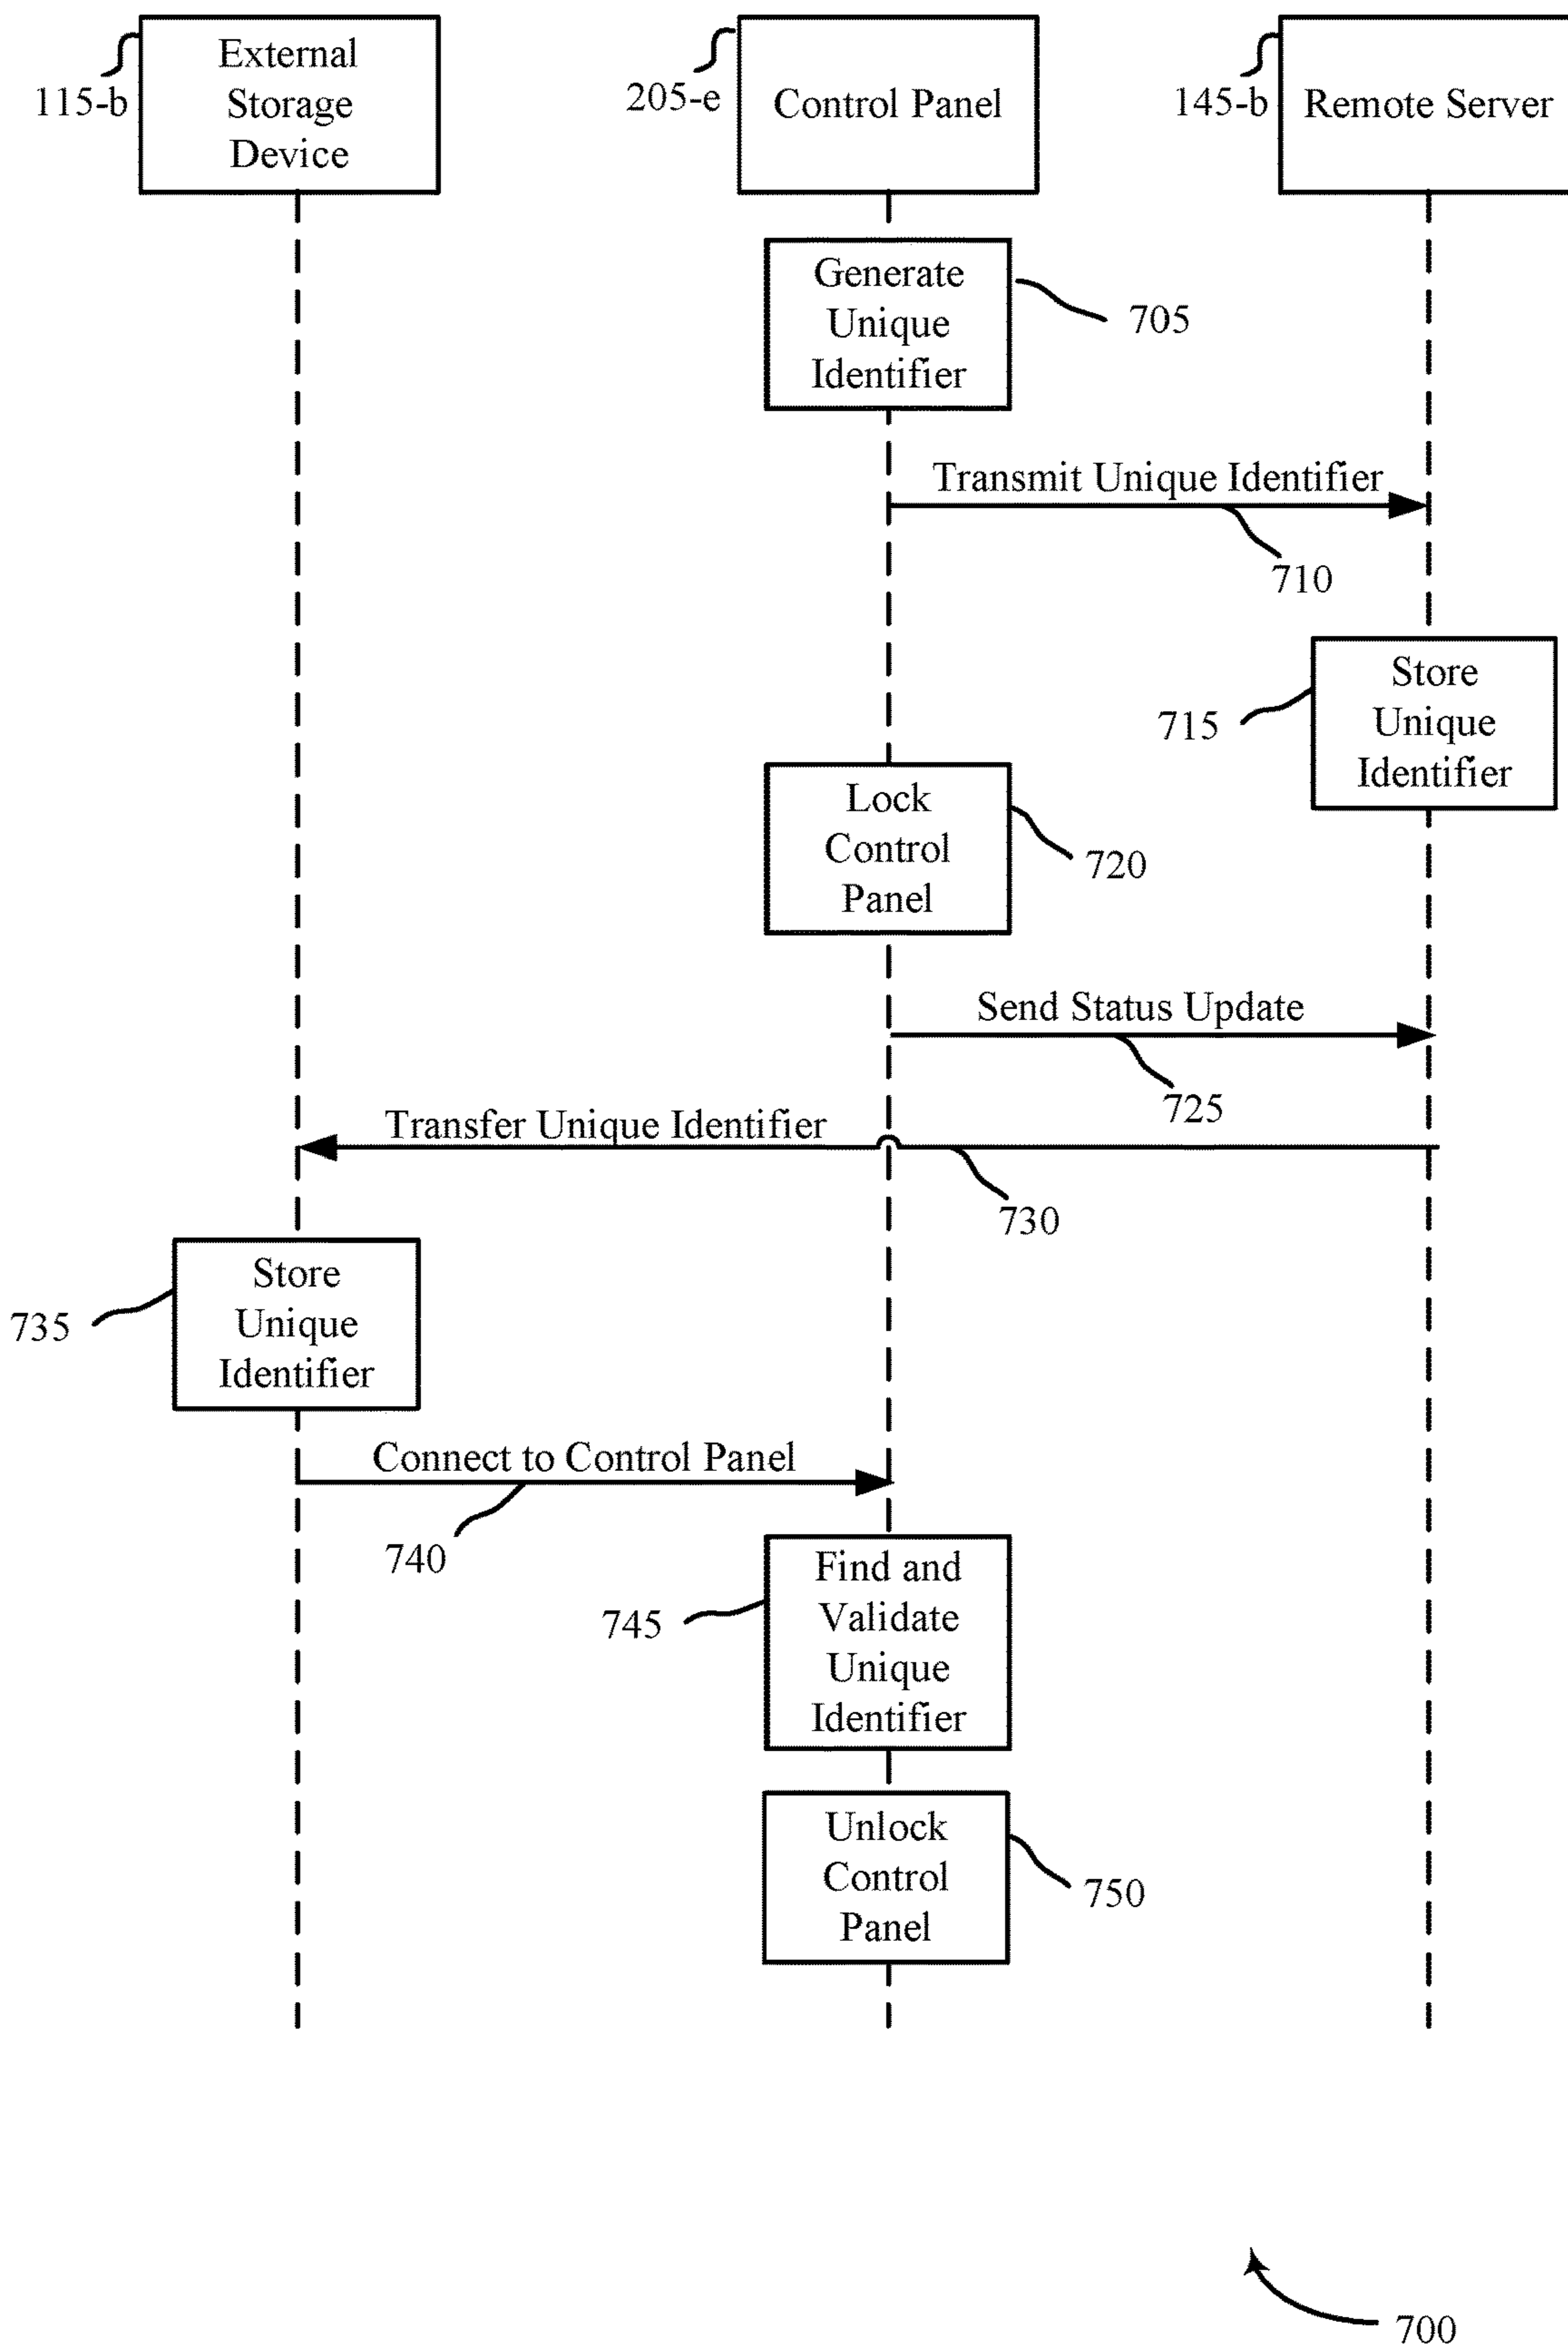 External
Storage
Device
115-b
Control Panel
205-e
Remote Server
145-b
Generate
Unique
Identifier
705
Transmit Unique Identifier
710
Store
Unique
Identifier
715
Lock
Control
Panel
720
Send Status Update
725
Transfer Unique Identifier
730
Store
Unique
Identifier
735
Connect to Control Panel
740
Find and
Validate
Unique
Identifier
745
Unlock
Control
Panel
750
700